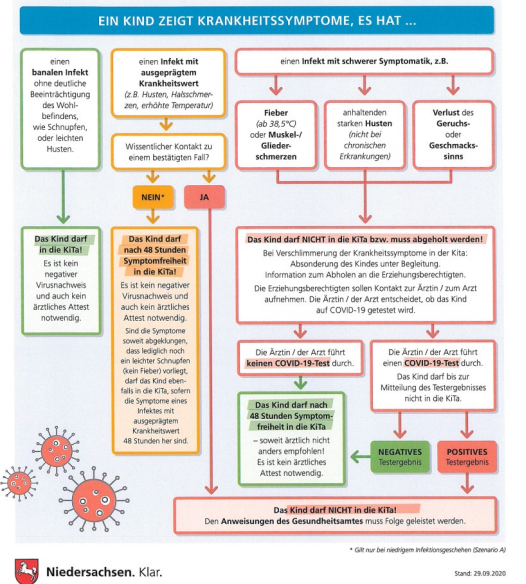 EIN KIND ZEIGT KRANKHEITSSYMPTOME, ES HAT ...
einen
banalen Infekt
ohne deutliche
Beeinträchtigung
des Wohl-
befindens,
wie Schnupfen,
oder leichten
Husten.
einen Infekt mit
ausgeprägtem
Krankheitswert
(z.B. Husten, Halsschmer-
zen, erhöhte Temperatur)
Wissentlicher Kontakt zu
einem bestätigten Fall?
NEIN*
JA
einen Infekt mit schwerer Symptomatik, z.B.
Fieber
(ab 38,5°C)
oder Muskel-/
Glieder-
schmerzen
anhaltenden
starken Husten
(nicht bei
chronischen
Erkrankungen)
Verlust des
Geruchs-
oder
Geschmacks-
sinns
Das Kind darf
in die KiTa!
Es ist kein
negativer
Virusnachweis
und auch kein
ärztliches Attest
notwendig.
Das Kind darf
nach 48 Stunden
Symptomfreiheit
in die KiTa!
Es ist kein negativer
Virusnachweis und
auch kein ärztliches
Attest notwendig.
Sind die Symptome
soweit abgeklungen,
dass lediglich noch
ein leichter Schnupfen
(kein Fieber) vorliegt,
darf das Kind eben-
falls in die KiTa, sofern
die Symptome eines
Infektes mit
ausgeprägtem
Krankheitswert
48 Stunden her sind.
Das Kind darf NICHT in die KiTa bzw. muss abgeholt werden!
Bei Verschlimmerung der Krankheitssymptome in der Kita:
Absonderung des Kindes unter Begleitung.
Information zum Abholen an die Erziehungsberechtigten.
Die Erziehungsberechtigten sollen Kontakt zur Ärztin / zum Arzt
aufnehmen. Die Ärztin / der Arzt entscheidet, ob das Kind
auf COVID-19 getestet wird.
Die Ärztin / der Arzt führt
keinen COVID-19-Test durch.
Die Ärztin / der Arzt führt
einen COVID-19-Test durch.
Das Kind darf bis zur
Mitteilung des Testergebnisses
nicht in die KiTa.
Das Kind darf nach
48 Stunden Symptom-
freiheit in die KiTa
– soweit ärztlich nicht
anders empfohlen!
Es ist kein ärztliches
Attest notwendig.
NEGATIVES
Testergebnis
POSITIVES
Testergebnis
Das Kind darf NICHT in die KiTa!
Den Anweisungen des Gesundheitsamtes muss Folge geleistet werden.
* Gilt nur bei niedrigem Infektionsgeschehen (Szenario A)
Niedersachsen. Klar.
Stand: 29.09.2020